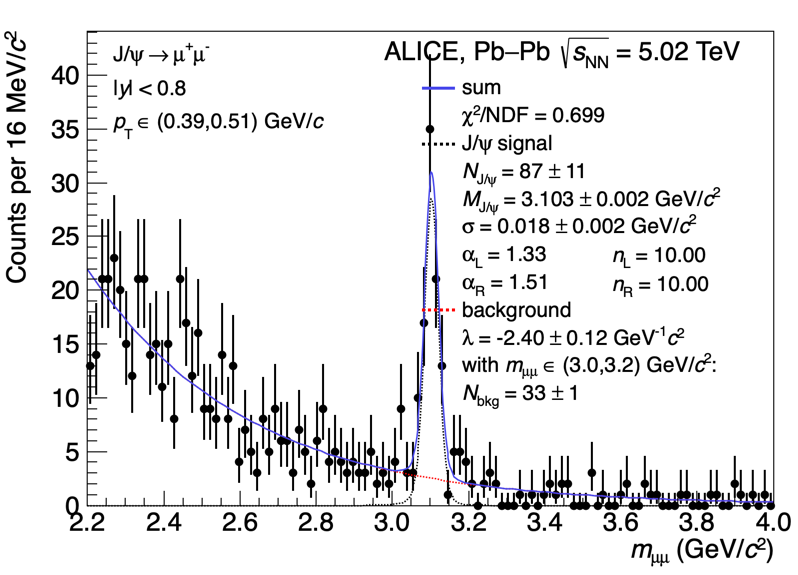 Counts per 16 MeV/c²
40
35
30
25
20
15
10
5
0
J/ψ → μ⁺μ⁻
|y| < 0.8
p_T ∈ (0.39,0.51) GeV/c
ALICE, Pb–Pb √s_NN = 5.02 TeV
sum
χ²/NDF = 0.699
J/ψ signal
N_J/ψ = 87 ± 11
M_J/ψ = 3.103 ± 0.002 GeV/c²
σ = 0.018 ± 0.002 GeV/c²
α_L = 1.33 n_L = 10.00
α_R = 1.51 n_R = 10.00
background
λ = -2.40 ± 0.12 GeV⁻¹c²
with m_μμ ∈ (3.0,3.2) GeV/c²:
N_bkg = 33 ± 1
2.2 2.4 2.6 2.8 3.0 3.2 3.4 3.6 3.8 4.0
m_μμ (GeV/c²)